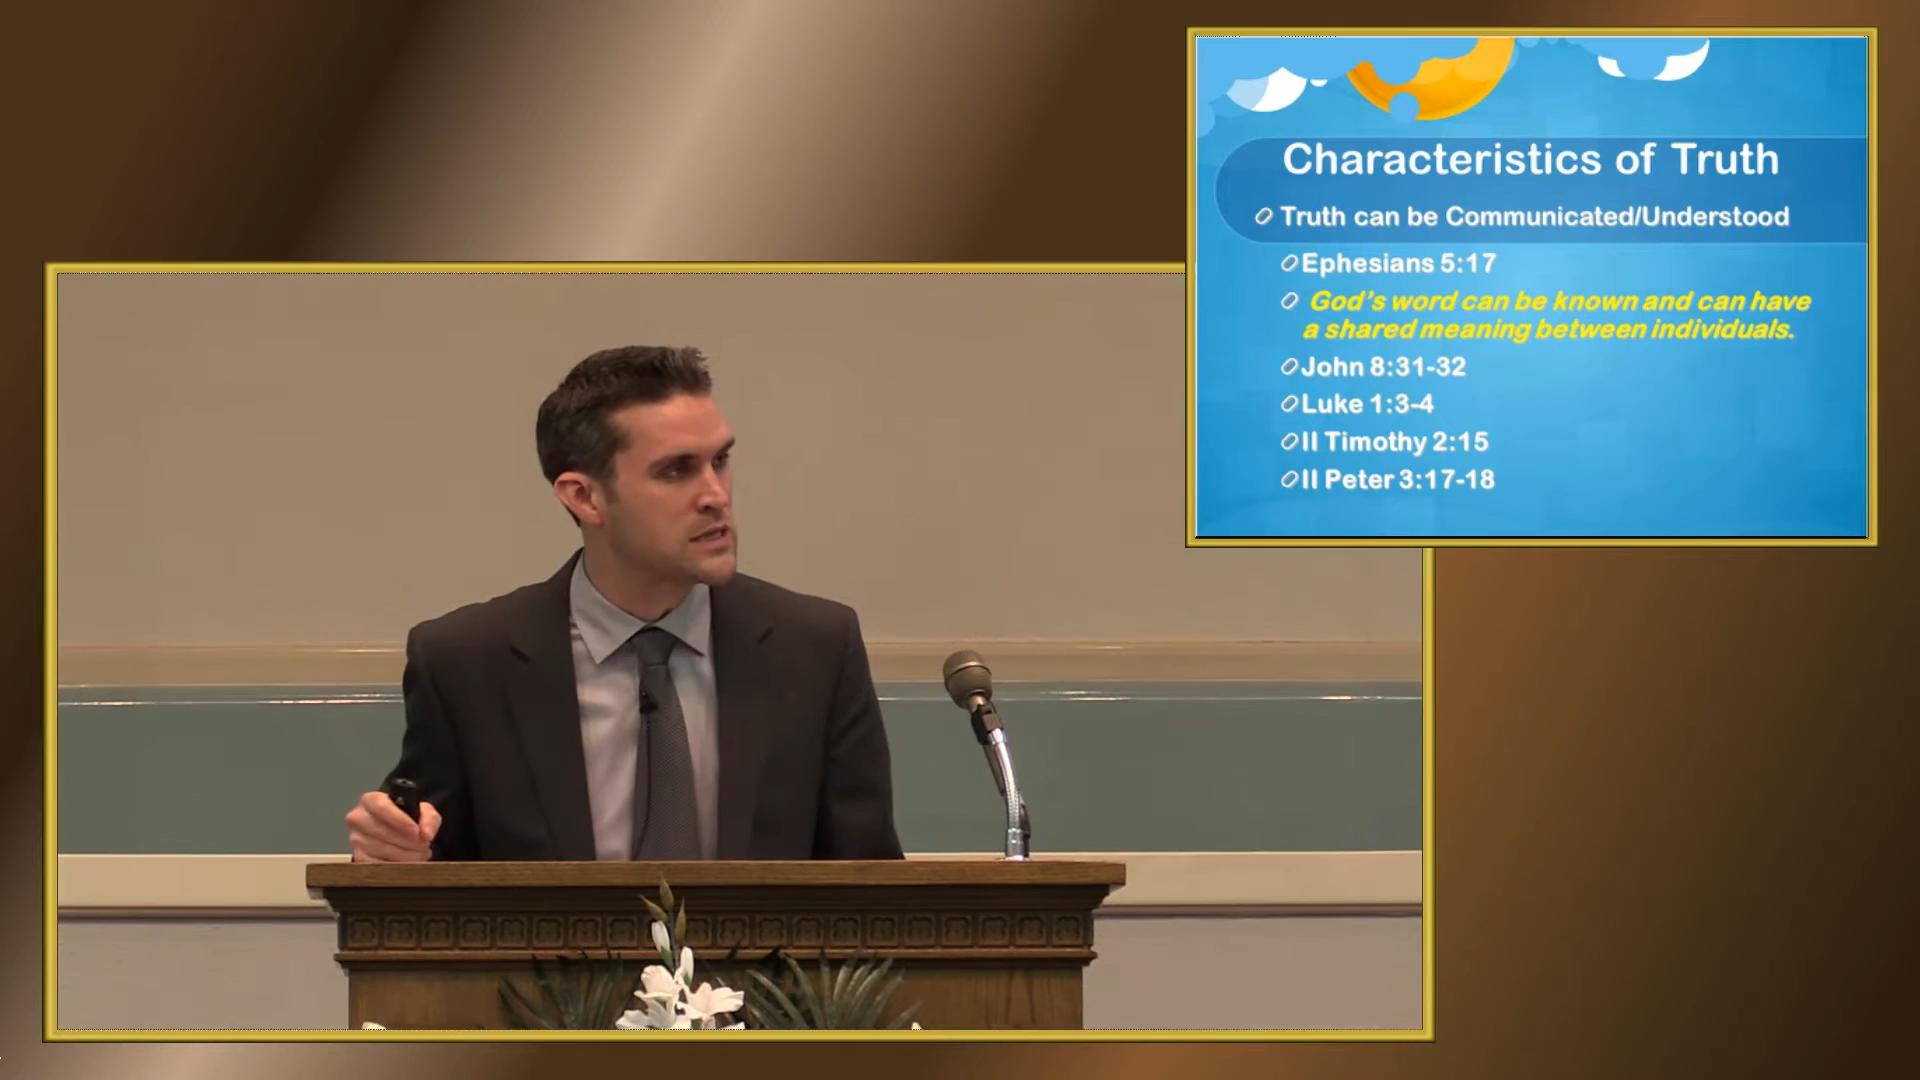 Characteristics of Truth
Truth can be Communicated/Understood
Ephesians 5:17
God's word can be known and can have
a shared meaning between individuals.
John 8:31-32
Luke 1:3-4
II Timothy 2:15
II Peter 3:17-18